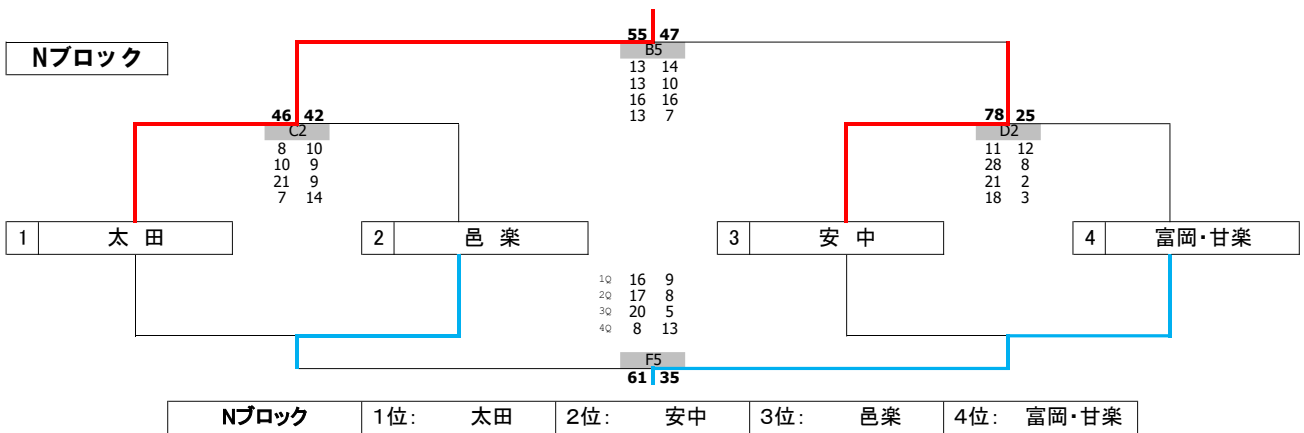 55 47
Nブロック
B5
13 14
13 10
16 16
13 7
46 42
C2
8 10
10 9
21 9
7 14
78 25
D2
11 12
28 8
21 2
18 3
1 太 田
2 邑 楽
3 安 中
4 富岡・甘楽
1Q 16 9
2Q 17 8
3Q 20 5
4Q 8 13
F5
61 35
Nブロック 1位: 太田 2位: 安中 3位: 邑楽 4位: 富岡・甘楽